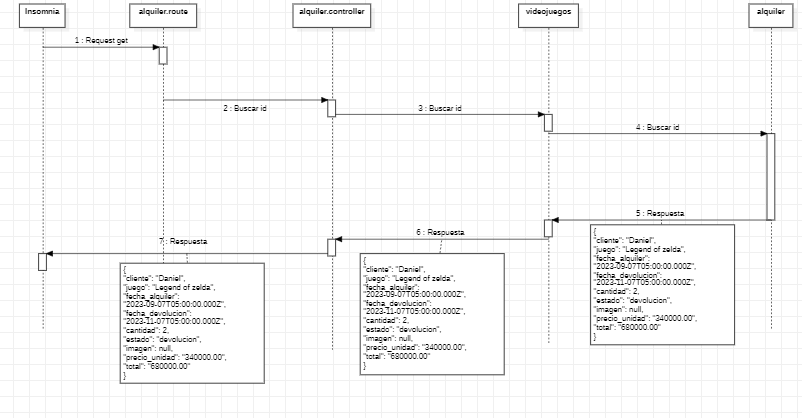 Insomnia
alquiler.route
alquiler.controller
videojuegos
alquiler
1 : Request get
2 : Buscar id
3 : Buscar id
4 : Buscar id
5 : Respuesta
6 : Respuesta
7 : Respuesta
{
"cliente": "Daniel",
"juego": "Legend of zelda",
"fecha_alquiler":
"2023-09-07T05:00:00.000Z",
"fecha_devolucion":
"2023-11-07T05:00:00.000Z",
"cantidad": 2,
"estado": "devolucion",
"imagen": null,
"precio_unidad": "340000.00",
"total": "680000.00"
}
{
"cliente": "Daniel",
"juego": "Legend of zelda",
"fecha_alquiler":
"2023-09-07T05:00:00.000Z",
"fecha_devolucion":
"2023-11-07T05:00:00.000Z",
"cantidad": 2,
"estado": "devolucion",
"imagen": null,
"precio_unidad": "340000.00",
"total": "680000.00"
}
{
"cliente": "Daniel",
"juego": "Legend of zelda",
"fecha_alquiler":
"2023-09-07T05:00:00.000Z",
"fecha_devolucion":
"2023-11-07T05:00:00.000Z",
"cantidad": 2,
"estado": "devolucion",
"imagen": null,
"precio_unidad": "340000.00",
"total": "680000.00"
}